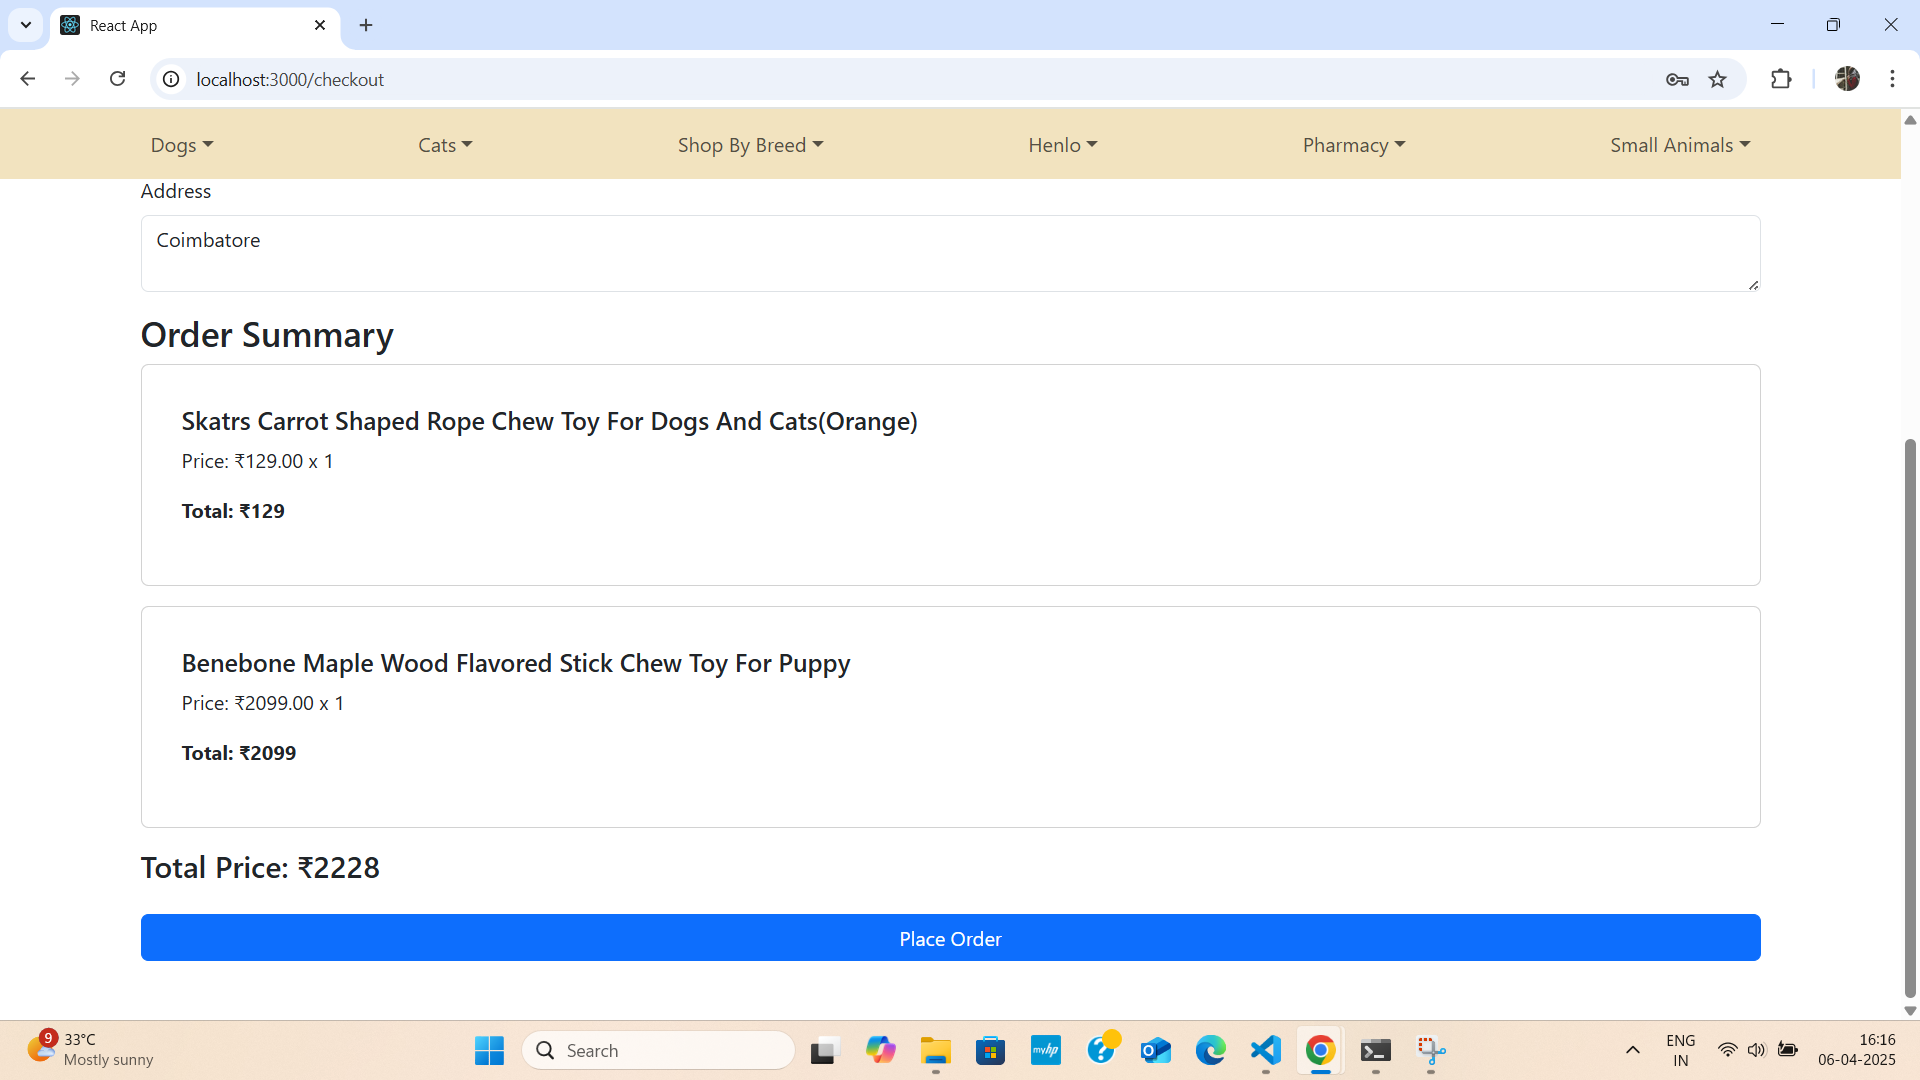 React App
localhost:3000/checkout
Dogs Cats Shop By Breed Henlo Pharmacy Small Animals
Address
Coimbatore
Order Summary
Skatrs Carrot Shaped Rope Chew Toy For Dogs And Cats(Orange)
Price: ₹129.00 x 1
Total: ₹129
Benebone Maple Wood Flavored Stick Chew Toy For Puppy
Price: ₹2099.00 x 1
Total: ₹2099
Total Price: ₹2228
Place Order
9
33°C
Mostly sunny
Search
myhp
ENG
IN
16:16
06-04-2025